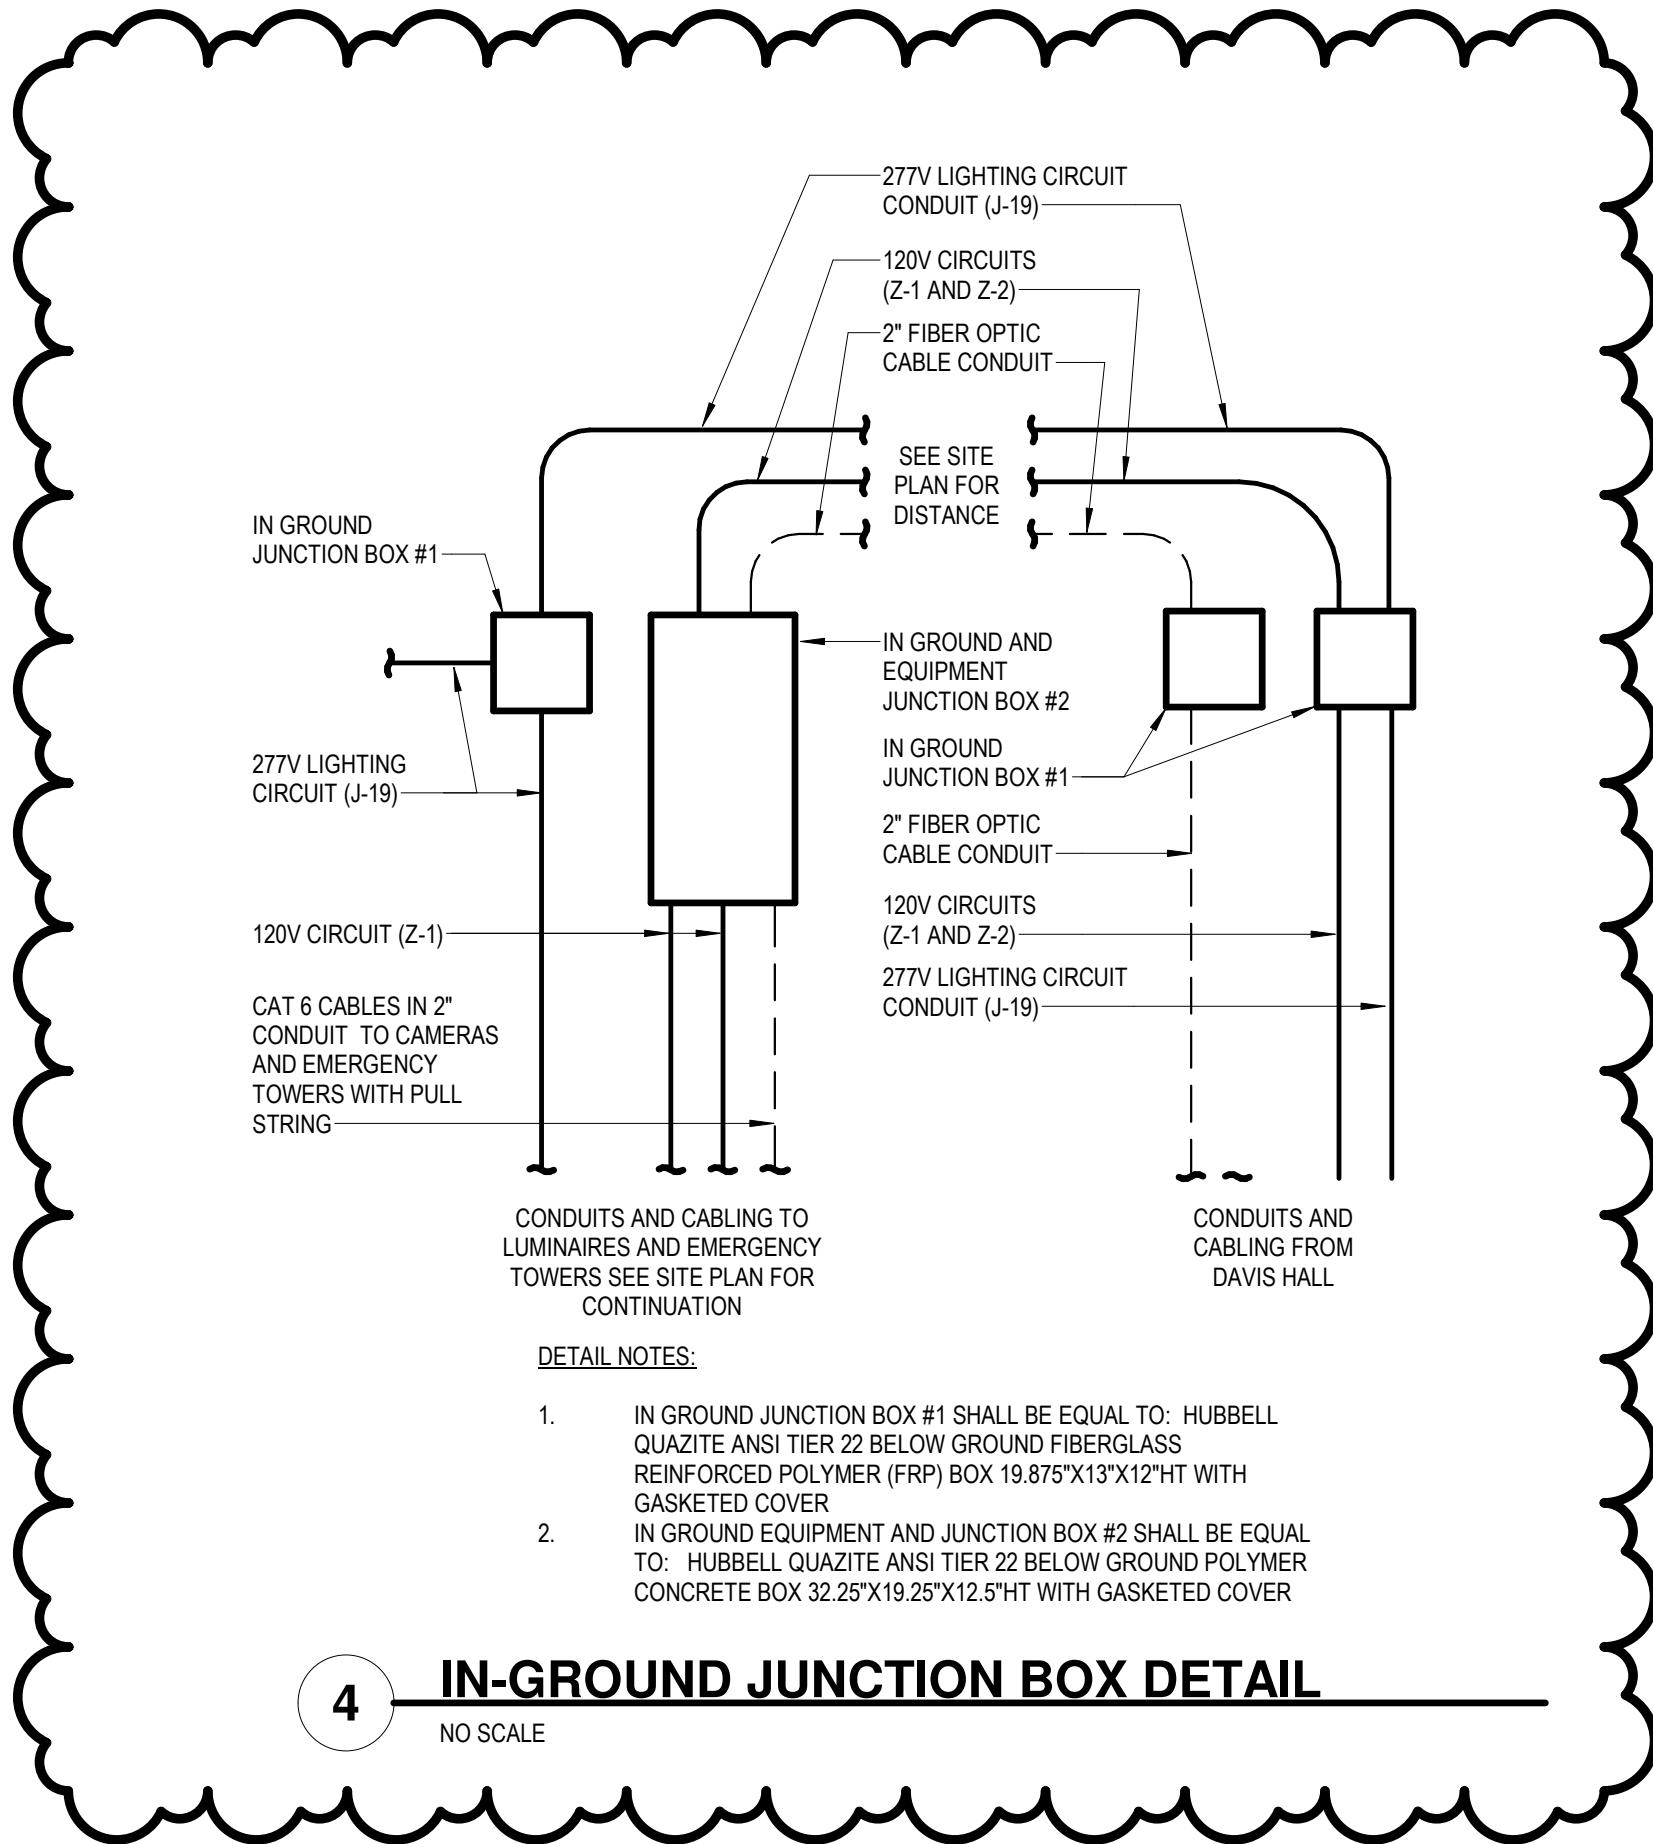 277V LIGHTING CIRCUIT
CONDUIT (J-19)
120V CIRCUITS
(Z-1 AND Z-2)
2" FIBER OPTIC
CABLE CONDUIT
SEE SITE
PLAN FOR
DISTANCE
IN GROUND
JUNCTION BOX #1
IN GROUND AND
EQUIPMENT
JUNCTION BOX #2
IN GROUND
JUNCTION BOX #1
277V LIGHTING
CIRCUIT (J-19)
2" FIBER OPTIC
CABLE CONDUIT
120V CIRCUIT (Z-1)
120V CIRCUITS
(Z-1 AND Z-2)
277V LIGHTING CIRCUIT
CONDUIT (J-19)
CAT 6 CABLES IN 2"
CONDUIT  TO CAMERAS
AND EMERGENCY
TOWERS WITH PULL
STRING
CONDUITS AND CABLING TO
LUMINAIRES AND EMERGENCY
TOWERS SEE SITE PLAN FOR
CONTINUATION
CONDUITS AND
CABLING FROM
DAVIS HALL
DETAIL NOTES:
1. IN GROUND JUNCTION BOX #1 SHALL BE EQUAL TO:  HUBBELL
QUAZITE ANSI TIER 22 BELOW GROUND FIBERGLASS
REINFORCED POLYMER (FRP) BOX 19.875"X13"X12"HT WITH
GASKETED COVER
2. IN GROUND EQUIPMENT AND JUNCTION BOX #2 SHALL BE EQUAL
TO:   HUBBELL QUAZITE ANSI TIER 22 BELOW GROUND POLYMER
CONCRETE BOX 32.25"X19.25"X12.5"HT WITH GASKETED COVER
4 IN-GROUND JUNCTION BOX DETAIL
NO SCALE